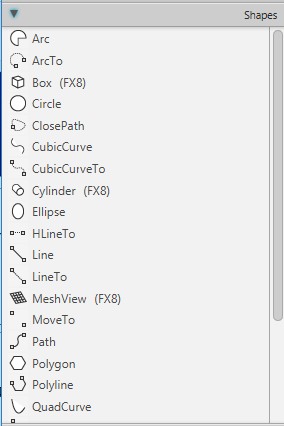 Shapes
Arc
ArcTo
Box (FX8)
Circle
ClosePath
CubicCurve
CubicCurveTo
Cylinder (FX8)
Ellipse
HLineTo
Line
LineTo
MeshView (FX8)
MoveTo
Path
Polygon
Polyline
QuadCurve